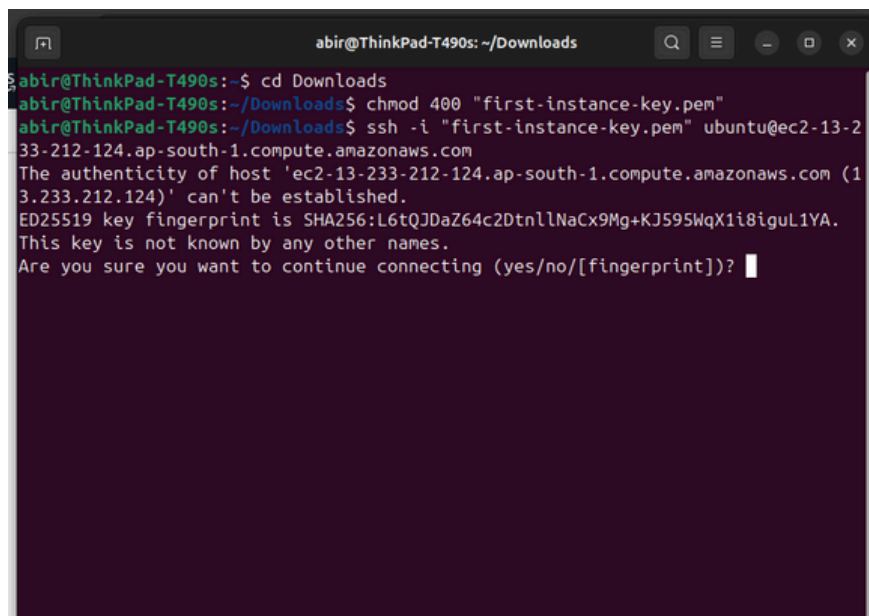 abir@ThinkPad-T490s: ~/Downloads
abir@ThinkPad-T490s:~$ cd Downloads
abir@ThinkPad-T490s:~/Downloads$ chmod 400 "first-instance-key.pem"
abir@ThinkPad-T490s:~/Downloads$ ssh -i "first-instance-key.pem" ubuntu@ec2-13-2
33-212-124.ap-south-1.compute.amazonaws.com
The authenticity of host 'ec2-13-233-212-124.ap-south-1.compute.amazonaws.com (1
3.233.212.124)' can't be established.
ED25519 key fingerprint is SHA256:L6tQJDaZ64c2DtnllNaCx9Mg+KJ595WqX1i8iguL1YA.
This key is not known by any other names.
Are you sure you want to continue connecting (yes/no/[fingerprint])?